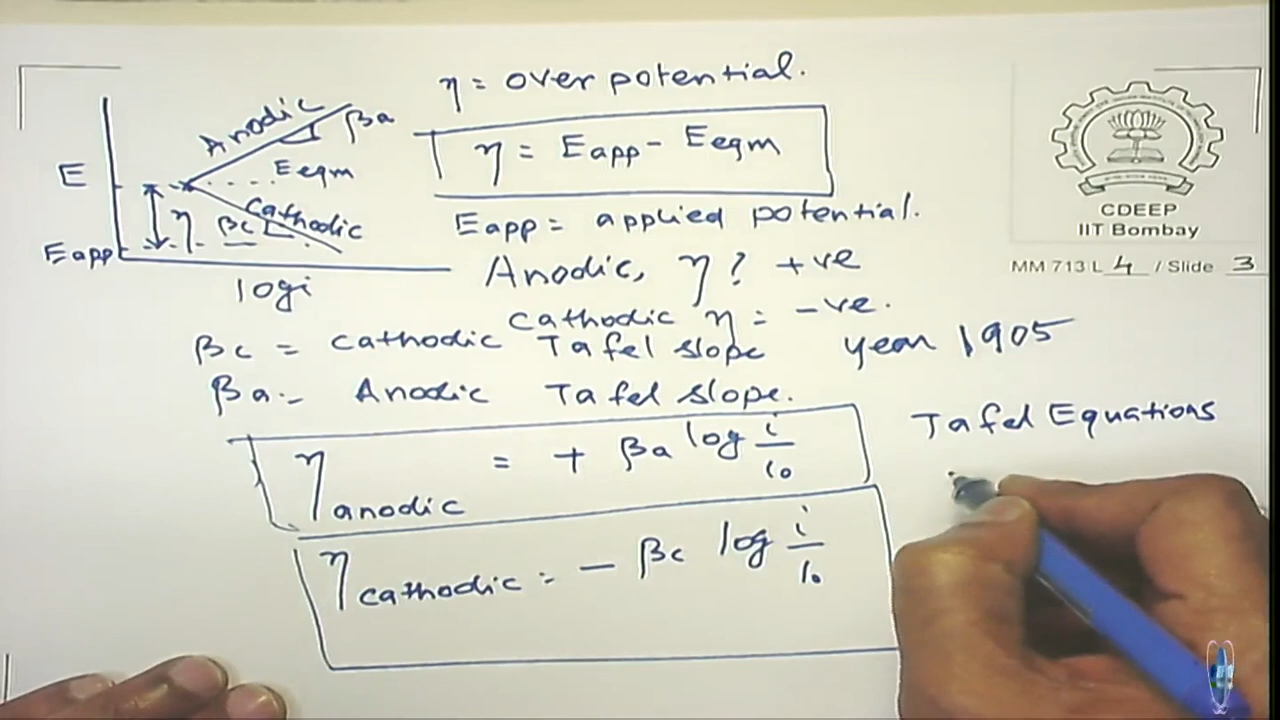 η = over potential.
Anodic
βa
η = Eapp - Eeqm
E
Eeqm
η
βc
cathodic
Eapp
log i
Eapp = applied potential.
Anodic, η? +ve
cathodic η = -ve.
βc = cathodic Tafel slope
year 1905
βa :- Anodic Tafel slope.
Tafel Equations
η anodic = + βa log i/i0
η cathodic = - βc log i/i0
CDEEP
IIT Bombay
MM 713 L 4 / Slide 3